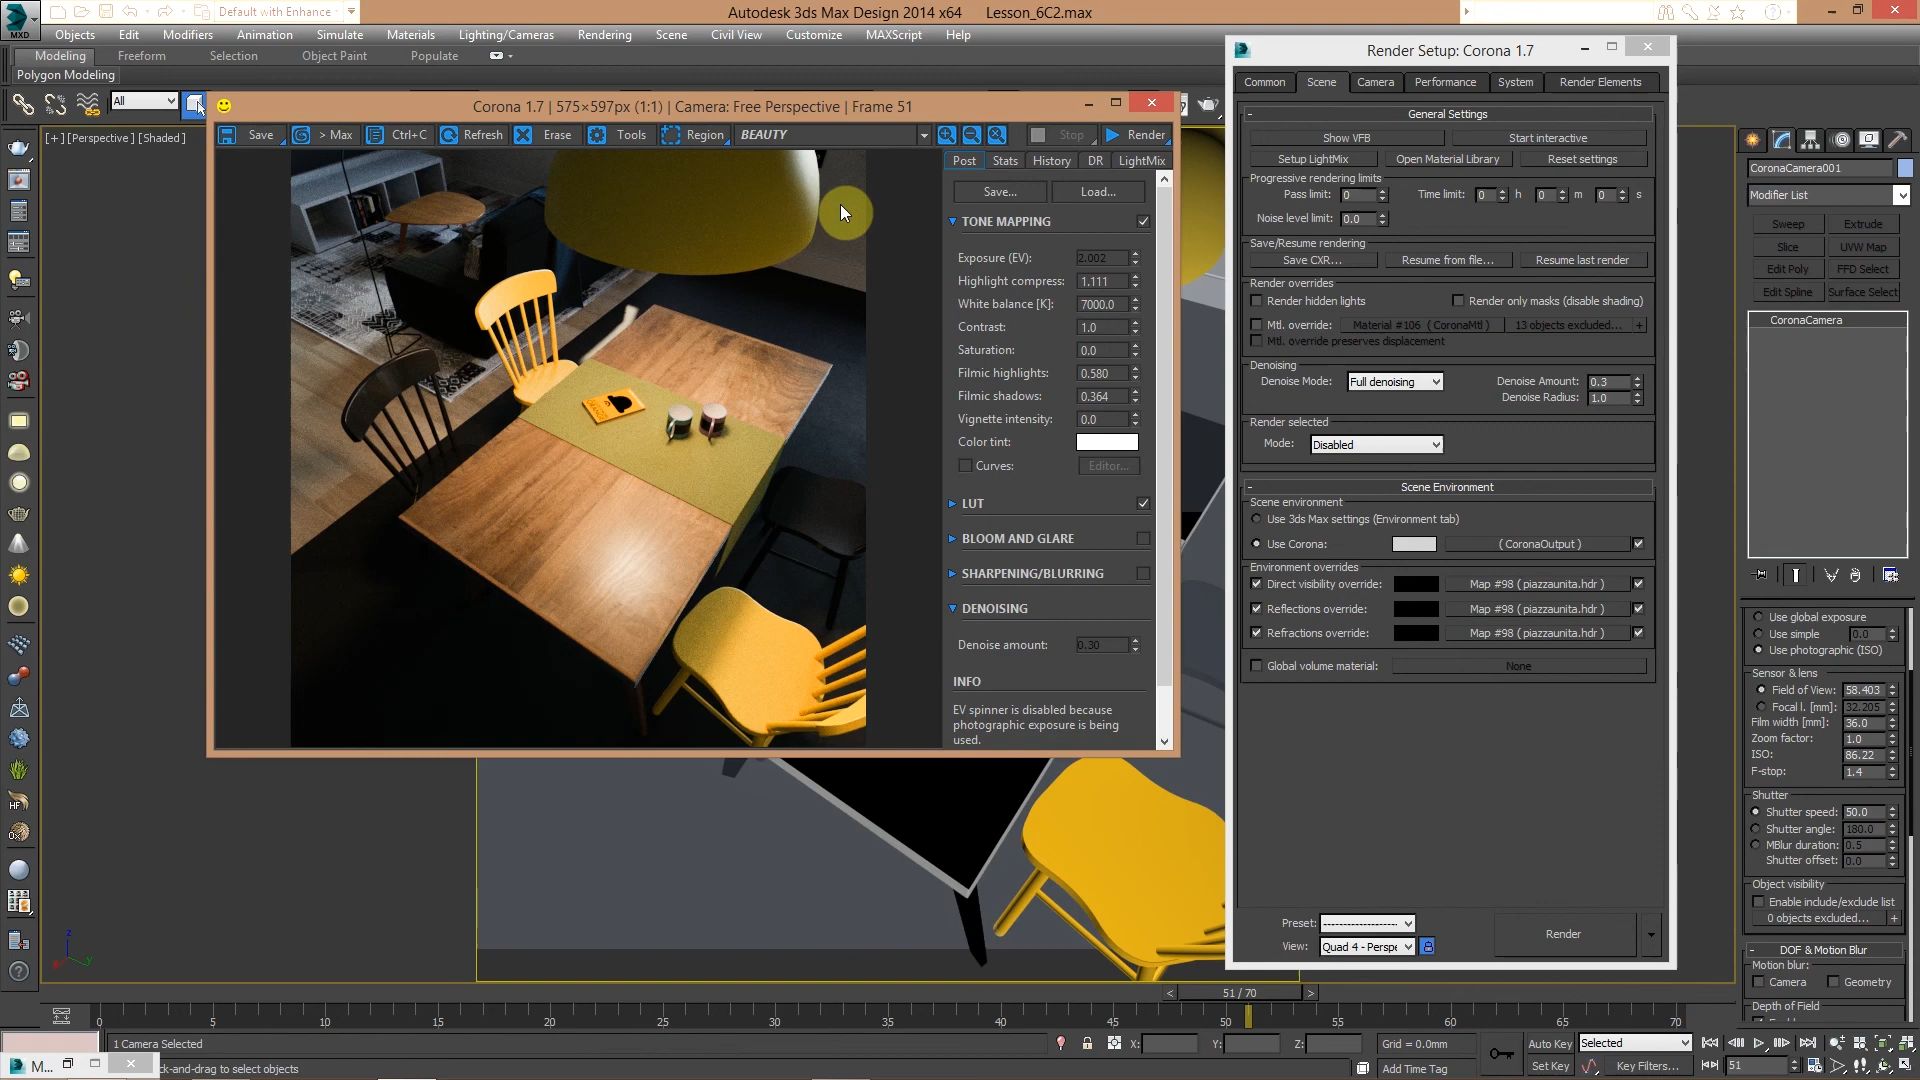 Default with Enhance
Autodesk 3ds Max Design 2014 x64 Lesson_6C2.max
MXD
Objects Edit Modifiers Animation Simulate Materials Lighting/Cameras Rendering Scene Civil View Customize MAXScript Help
Modeling Freeform Selection Object Paint Populate
Polygon Modeling
All
[+] [Perspective] [Shaded]
Corona 1.7 | 575×597px (1:1) | Camera: Free Perspective | Frame 51
Save > Max Ctrl+C Refresh Erase Tools Region BEAUTY Stop Render
Post Stats History DR LightMix
Save... Load...
TONE MAPPING
Exposure (EV): 2.002
Highlight compress: 1.111
White balance [K]: 7000.0
Contrast: 1.0
Saturation: 0.0
Filmic highlights: 0.580
Filmic shadows: 0.364
Vignette intensity: 0.0
Color tint:
Curves: Editor...
LUT
BLOOM AND GLARE
SHARPENING/BLURRING
DENOISING
Denoise amount: 0.30
INFO
EV spinner is disabled because
photographic exposure is being
used.
Render Setup: Corona 1.7
Common Scene Camera Performance System Render Elements
General Settings
Show VFB Start interactive
Setup LightMix Open Material Library Reset settings
Progressive rendering limits
Pass limit: 0 Time limit: 0 h 0 m 0 s
Noise level limit: 0.0
Save/Resume rendering
Save CXR... Resume from file... Resume last render
Render overrides
Render hidden lights Render only masks (disable shading)
Mtl. override: Material #106 ( CoronaMtl ) 13 objects excluded... +
Mtl. override preserves displacement
Denoising
Denoise Mode: Full denoising Denoise Amount: 0.3
Denoise Radius: 1.0
Render selected
Mode: Disabled
Scene Environment
Scene environment
Use 3ds Max settings (Environment tab)
Use Corona: ( CoronaOutput )
Environment overrides
Direct visibility override: Map #98 ( piazzaunita.hdr )
Reflections override: Map #98 ( piazzaunita.hdr )
Refractions override: Map #98 ( piazzaunita.hdr )
Global volume material: None
Preset: --------------------
View: Quad 4 - Perspe
Render
CoronaCamera001
Modifier List
Sweep Extrude
Slice UVW Map
Edit Poly FFD Select
Edit Spline Surface Select
CoronaCamera
Use global exposure
Use simple 0.0
Use photographic (ISO)
Sensor & lens
Field of View: 58.403
Focal l. [mm]: 32.205
Film width [mm]: 36.0
Zoom factor: 1.0
ISO: 86.22
F-stop: 1.4
Shutter
Shutter speed: 50.0
Shutter angle: 180.0
MBlur duration: 0.5
Shutter offset: 0.0
Object visibility
Enable include/exclude list
0 objects excluded... +
DOF & Motion Blur
Motion blur:
Camera Geometry
Depth of Field
z
y
x
< 51 / 70 >
0 5 10 15 20 25 30 35 40 45 50 55 60 65 70
1 Camera Selected
X: Y: Z: Grid = 0.0mm Auto Key Selected
M...
ck-and-drag to select objects
Add Time Tag Set Key Key Filters... 51